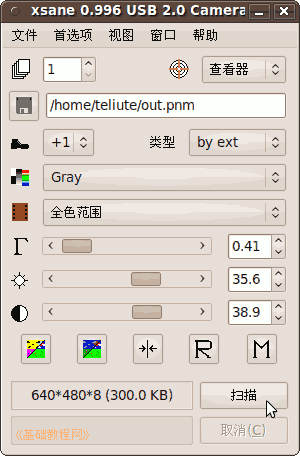 xsane 0.996 USB 2.0 Camera
文件 首选项 视图 窗口 帮助
1 查看器
/home/teliute/out.pnm
+1 类型 by ext
Gray
全色范围
Γ 0.41
35.6
38.9
R M
640*480*8 (300.0 KB) 扫描
《基础教程网》 取消(C)